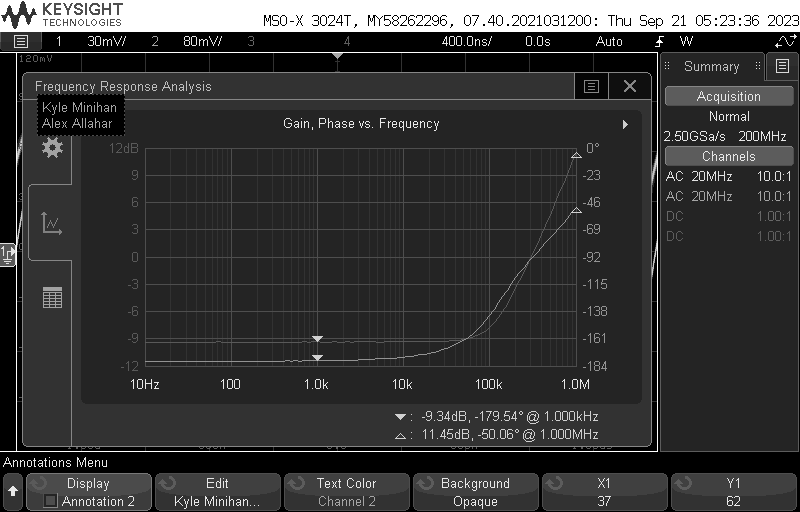 KEYSIGHT
TECHNOLOGIES
MSO-X 3024T, MY58262296, 07.40.2021031200: Thu Sep 21 05:23:36 2023
1 30mV/ 2 80mV/ 3 4 400.0ns/ 0.0s Auto W
120mV
Summary
Frequency Response Analysis
Kyle Minihan
Alex Allahar
Gain, Phase vs. Frequency
12dB 0°
9 -23
6 -46
3 -69
0 -92
-3 -115
-6 -138
-9 -161
-12 -184
10Hz 100 1.0k 10k 100k 1.0M
: -9.34dB, -179.54° @ 1.000kHz
: 11.45dB, -50.06° @ 1.000MHz
Acquisition
Normal
2.50GSa/s 200MHz
Channels
AC 20MHz 10.0:1
AC 20MHz 10.0:1
DC 1.00:1
DC 1.00:1
Annotations Menu
Display
Annotation 2
Edit
Kyle Minihan...
Text Color
Channel 2
Background
Opaque
X1
37
Y1
62